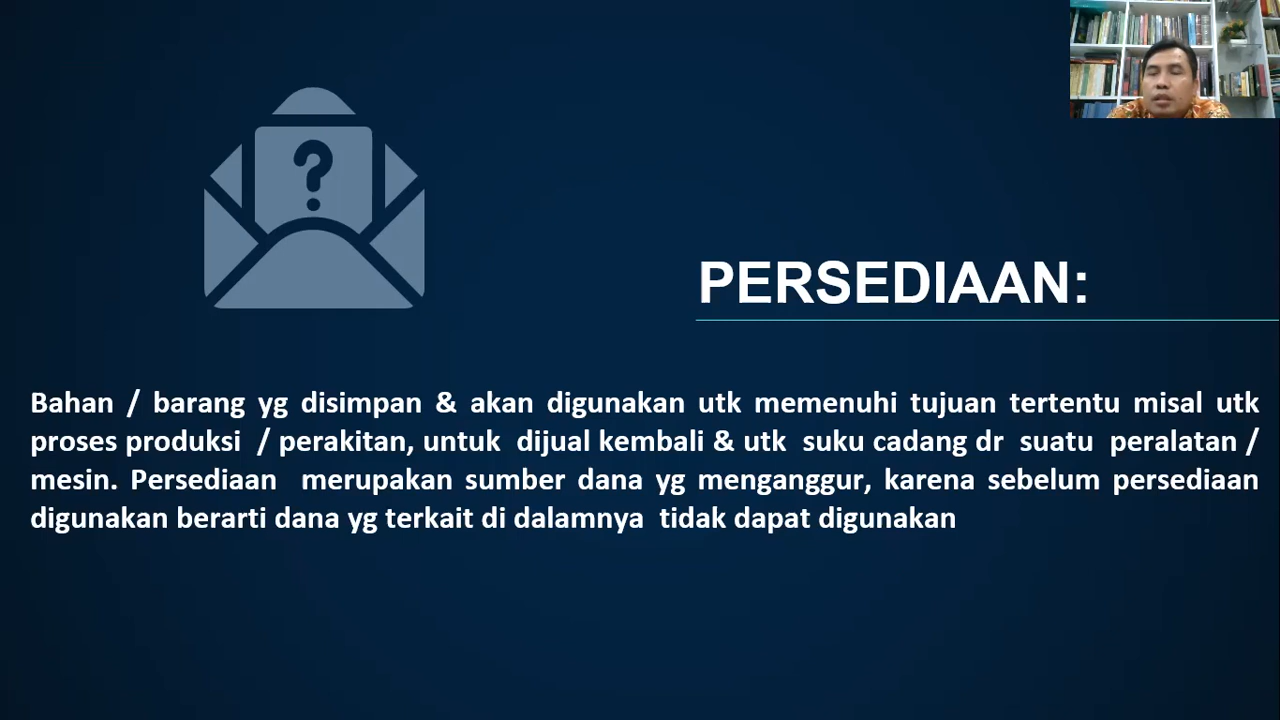 ?
PERSEDIAAN:
Bahan / barang yg disimpan & akan digunakan utk memenuhi tujuan tertentu misal utk
proses produksi / perakitan, untuk dijual kembali & utk suku cadang dr suatu peralatan /
mesin. Persediaan merupakan sumber dana yg menganggur, karena sebelum persediaan
digunakan berarti dana yg terkait di dalamnya tidak dapat digunakan